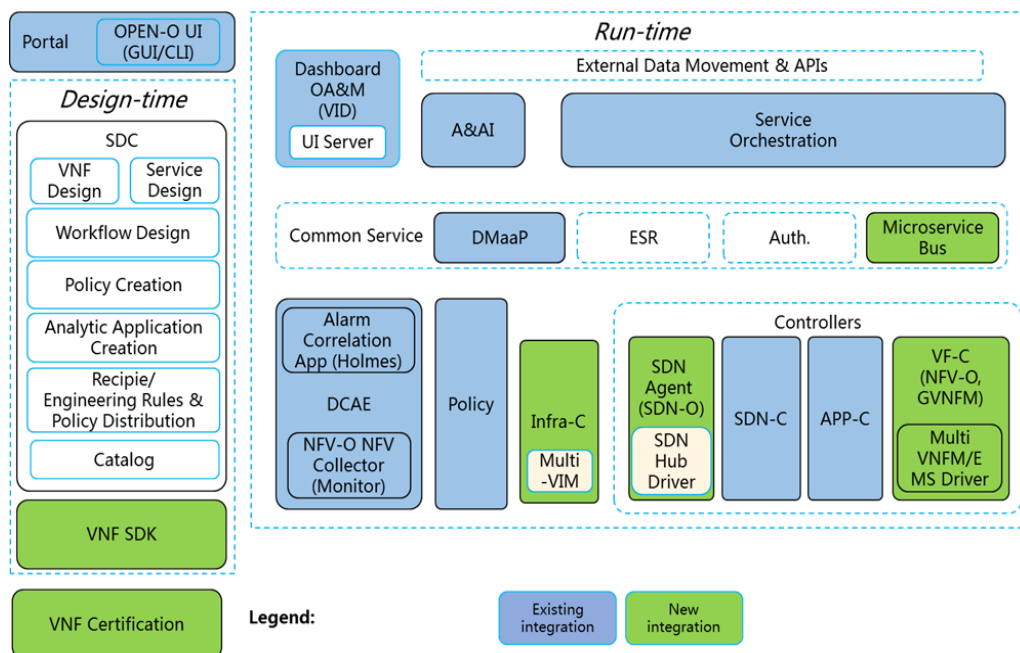 Portal
OPEN-O UI
(GUI/CLI)
Design-time
SDC
VNF
Design
Service
Design
Workflow Design
Policy Creation
Analytic Application
Creation
Recipie/
Engineering Rules &
Policy Distribution
Catalog
VNF SDK
VNF Certification
Run-time
Dashboard
OA&M
(VID)
UI Server
External Data Movement & APIs
A&AI
Service
Orchestration
Common Service
DMaaP
ESR
Auth.
Microservice
Bus
Alarm
Correlation
App (Holmes)
DCAE
NFV-O NFV
Collector
(Monitor)
Policy
Infra-C
Multi
-VIM
Controllers
SDN
Agent
(SDN-O)
SDN
Hub
Driver
SDN-C
APP-C
VF-C
(NFV-O,
GVNFM)
Multi
VNFM/E
MS Driver
Legend:
Existing
integration
New
integration